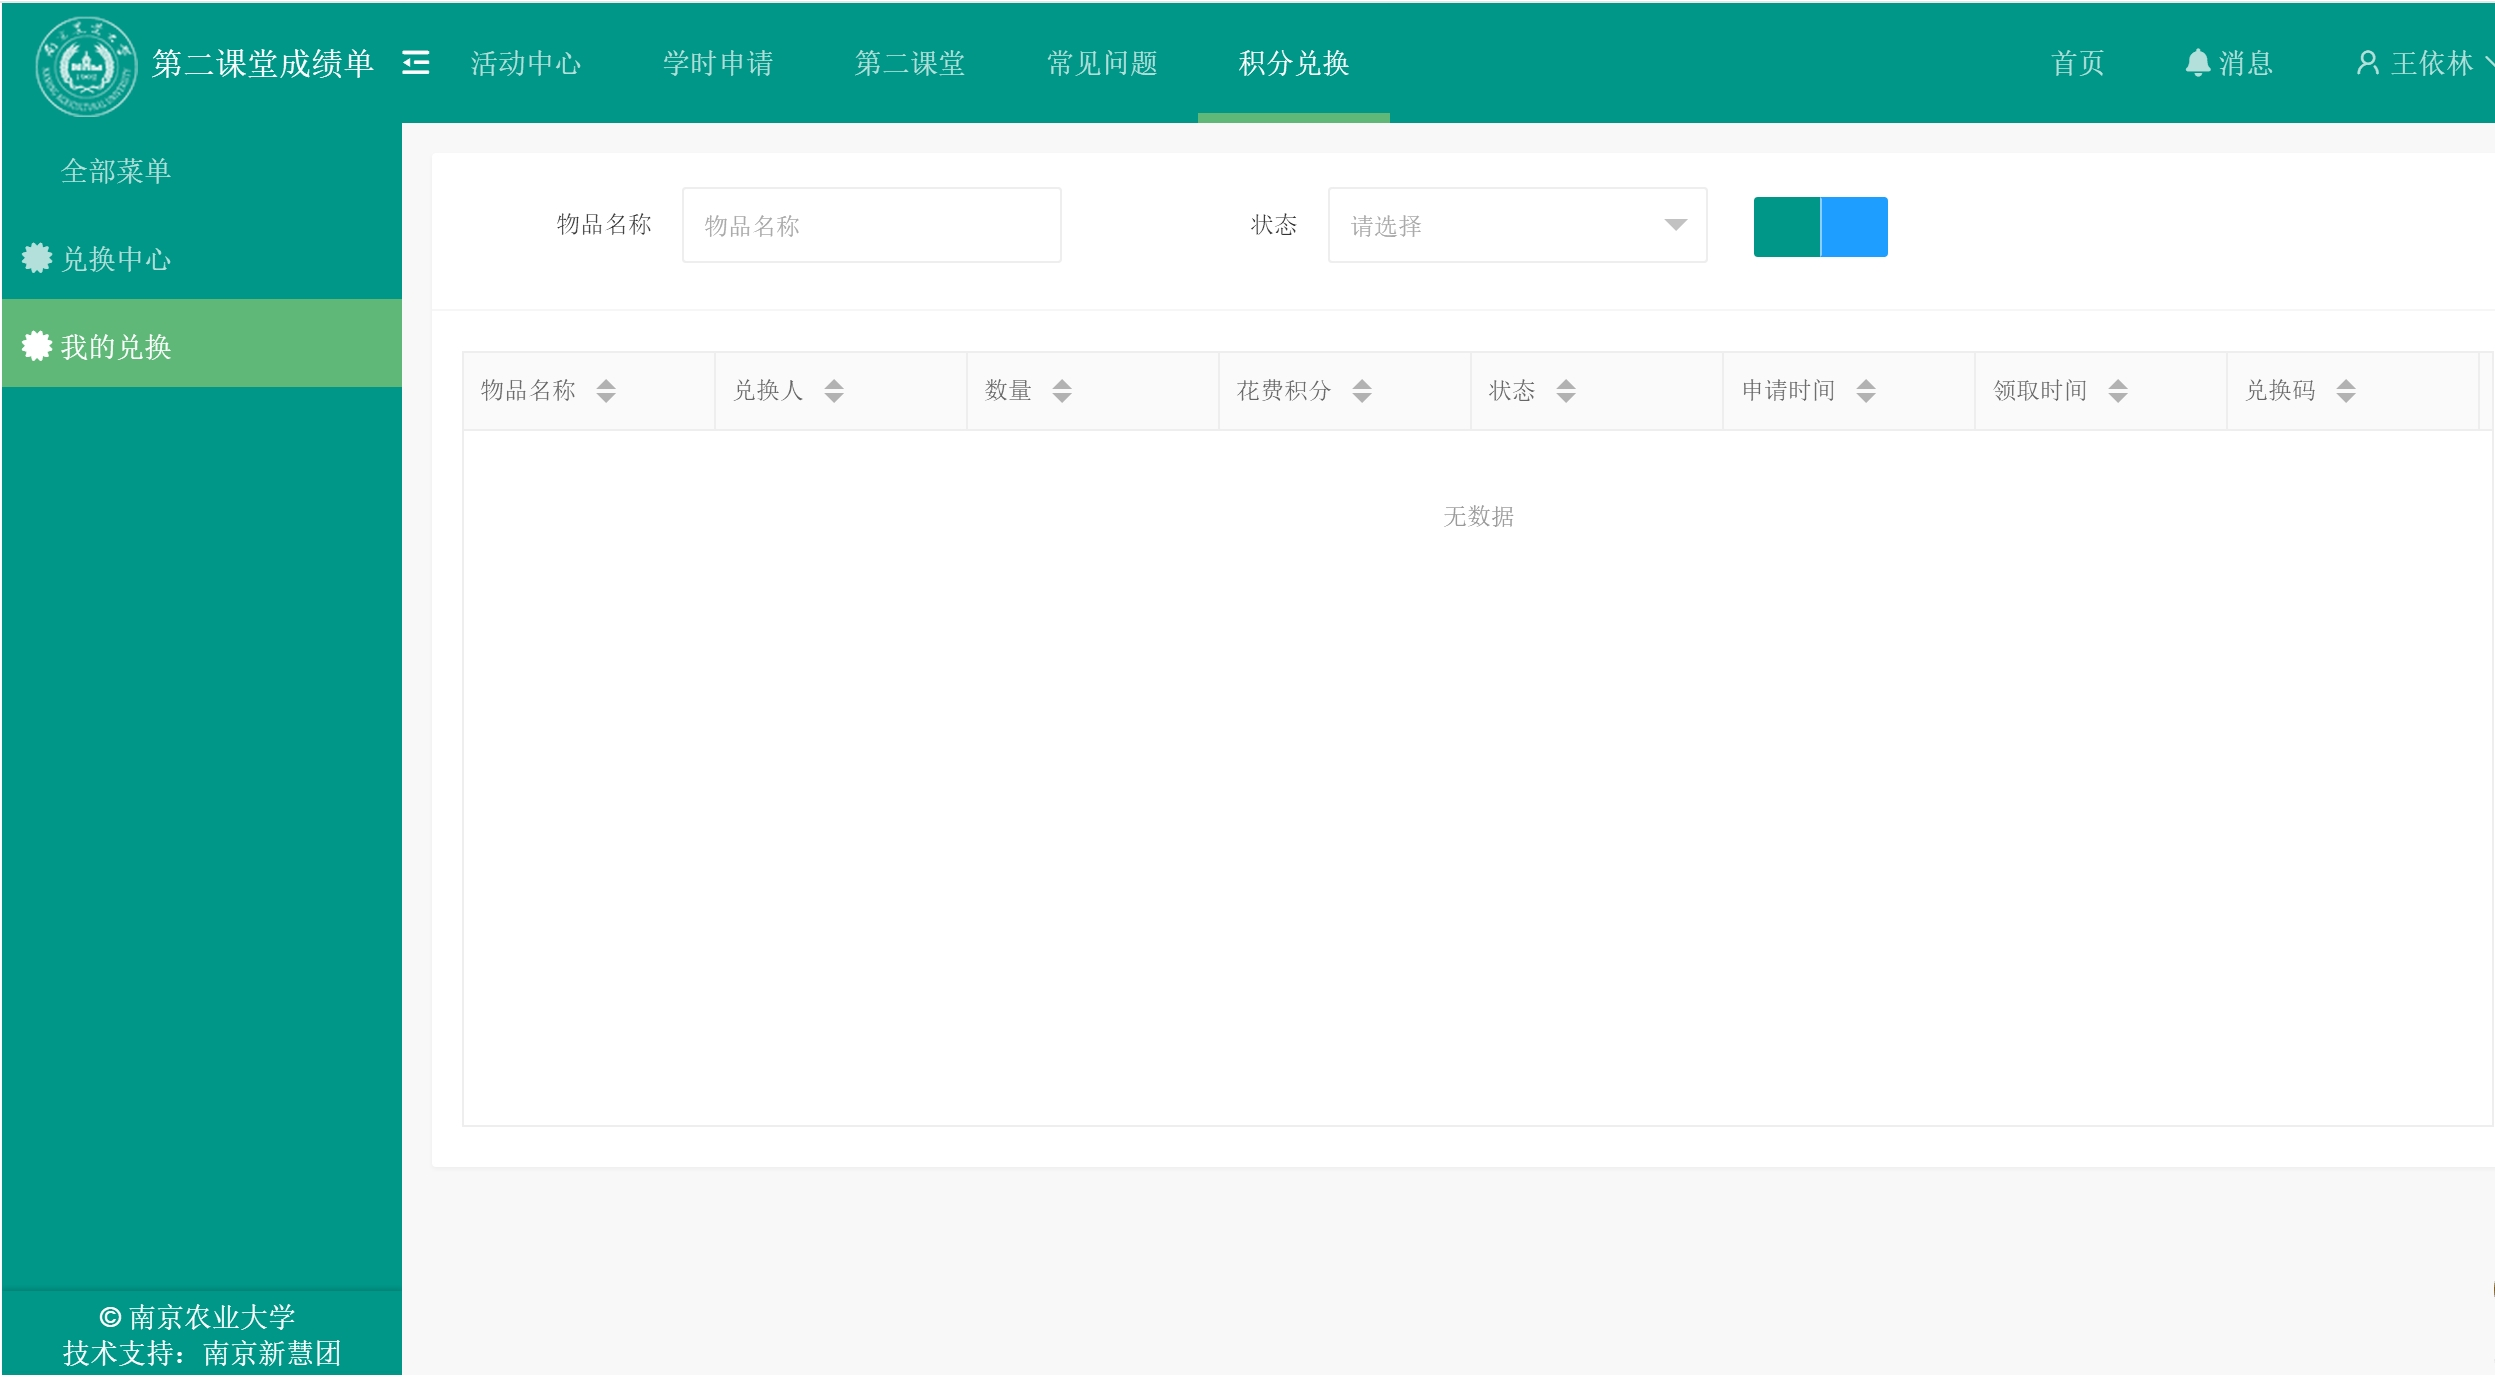 第二课堂成绩单
活动中心
学时申请
第二课堂
常见问题
积分兑换
首页
消息
王依林
全部菜单
兑换中心
我的兑换
物品名称
物品名称
状态
请选择
物品名称
兑换人
数量
花费积分
状态
申请时间
领取时间
兑换码
无数据
© 南京农业大学
技术支持：南京新慧团